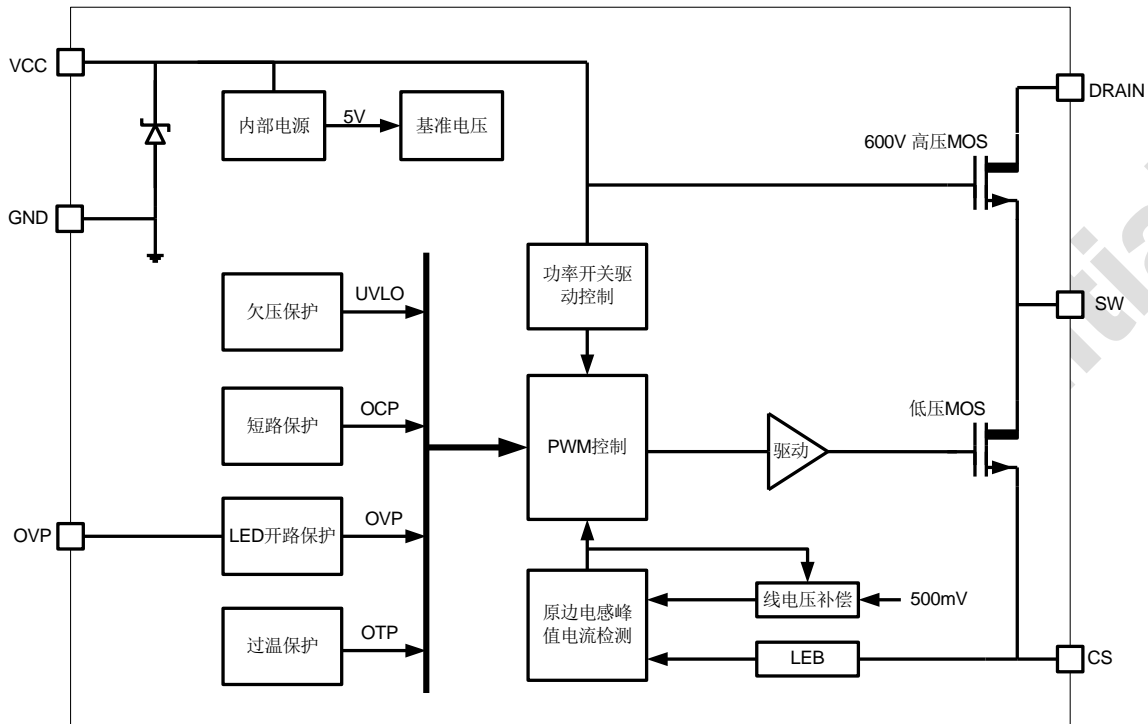 VCC
DRAIN
内部电源
5V
基准电压
600V 高压MOS
GND
功率开关驱
动控制
UVLO
欠压保护
SW
短路保护
OCP
PWM控制
驱动
低压MOS
OVP
LED开路保护
OVP
原边电感峰
值电流检测
线电压补偿
500mV
过温保护
OTP
LEB
CS